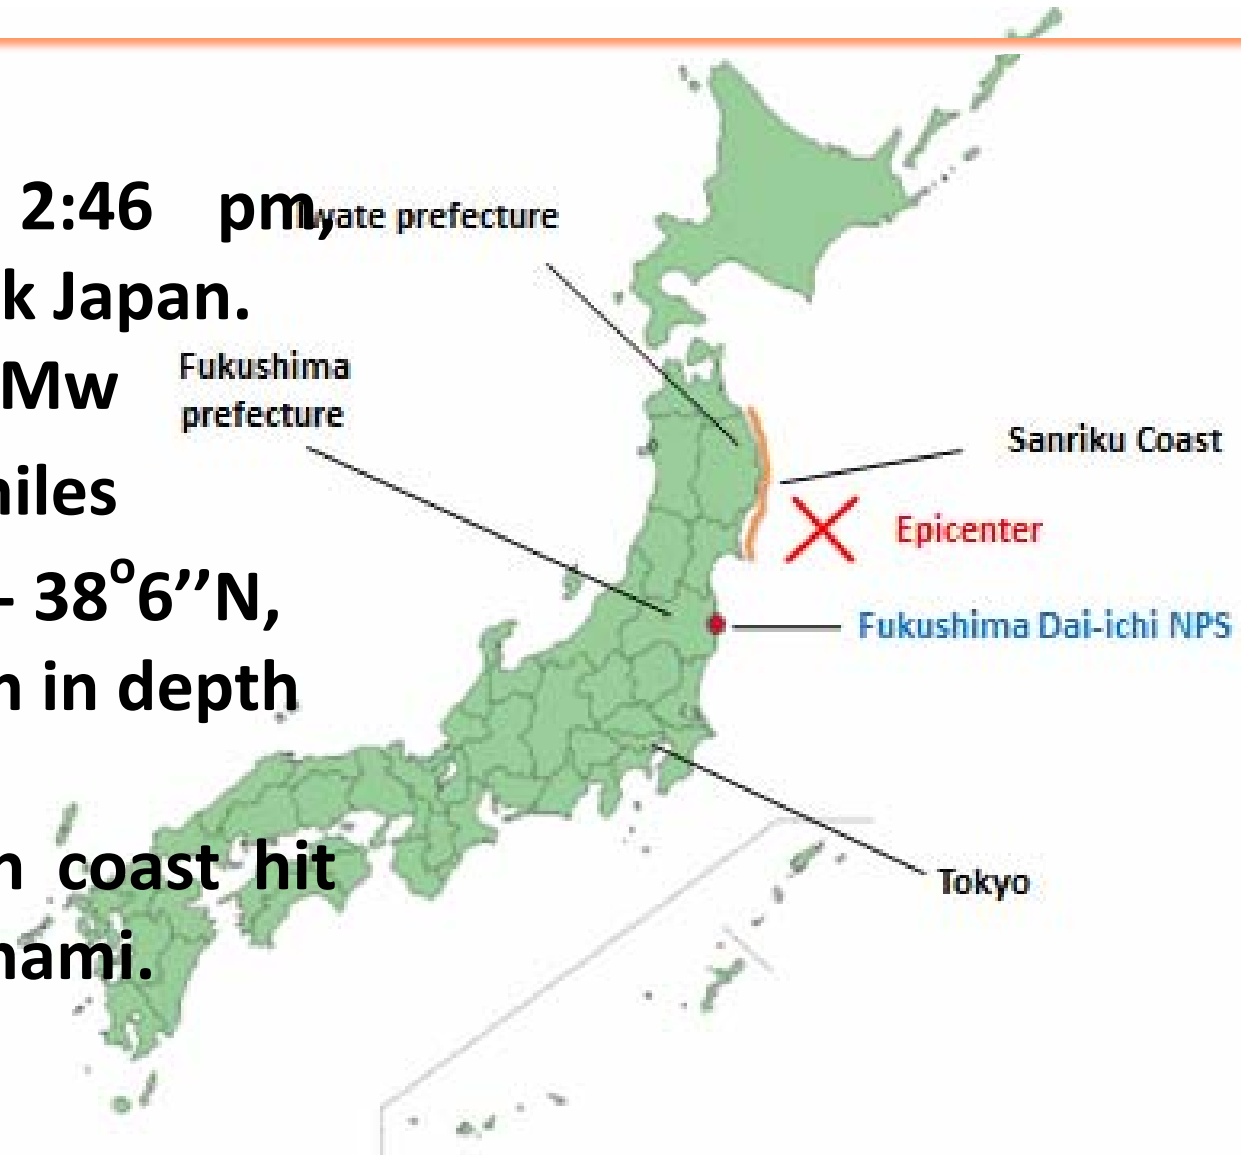 2:46 pm,
Iwate prefecture
k Japan.
Fukushima
prefecture
Mw
Sanriku Coast
niles
Epicenter
- 38°6’’N,
Fukushima Dai-ichi NPS
n in depth
n coast hit
Tokyo
nami.